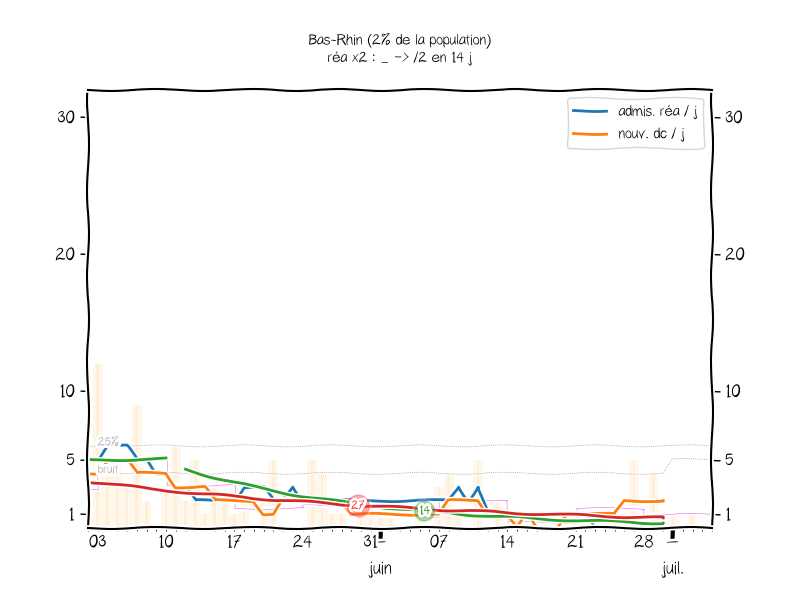 Bas-Rhin (2% de la population)
réa x2 : _ -> /2 en 14 j
admis. réa / j
nouv. dc / j
30
30
20
20
10
10
25%
5
5
bruit
27
14
1
1
03 10 17 24 31 07 14 21 28
juin juil.